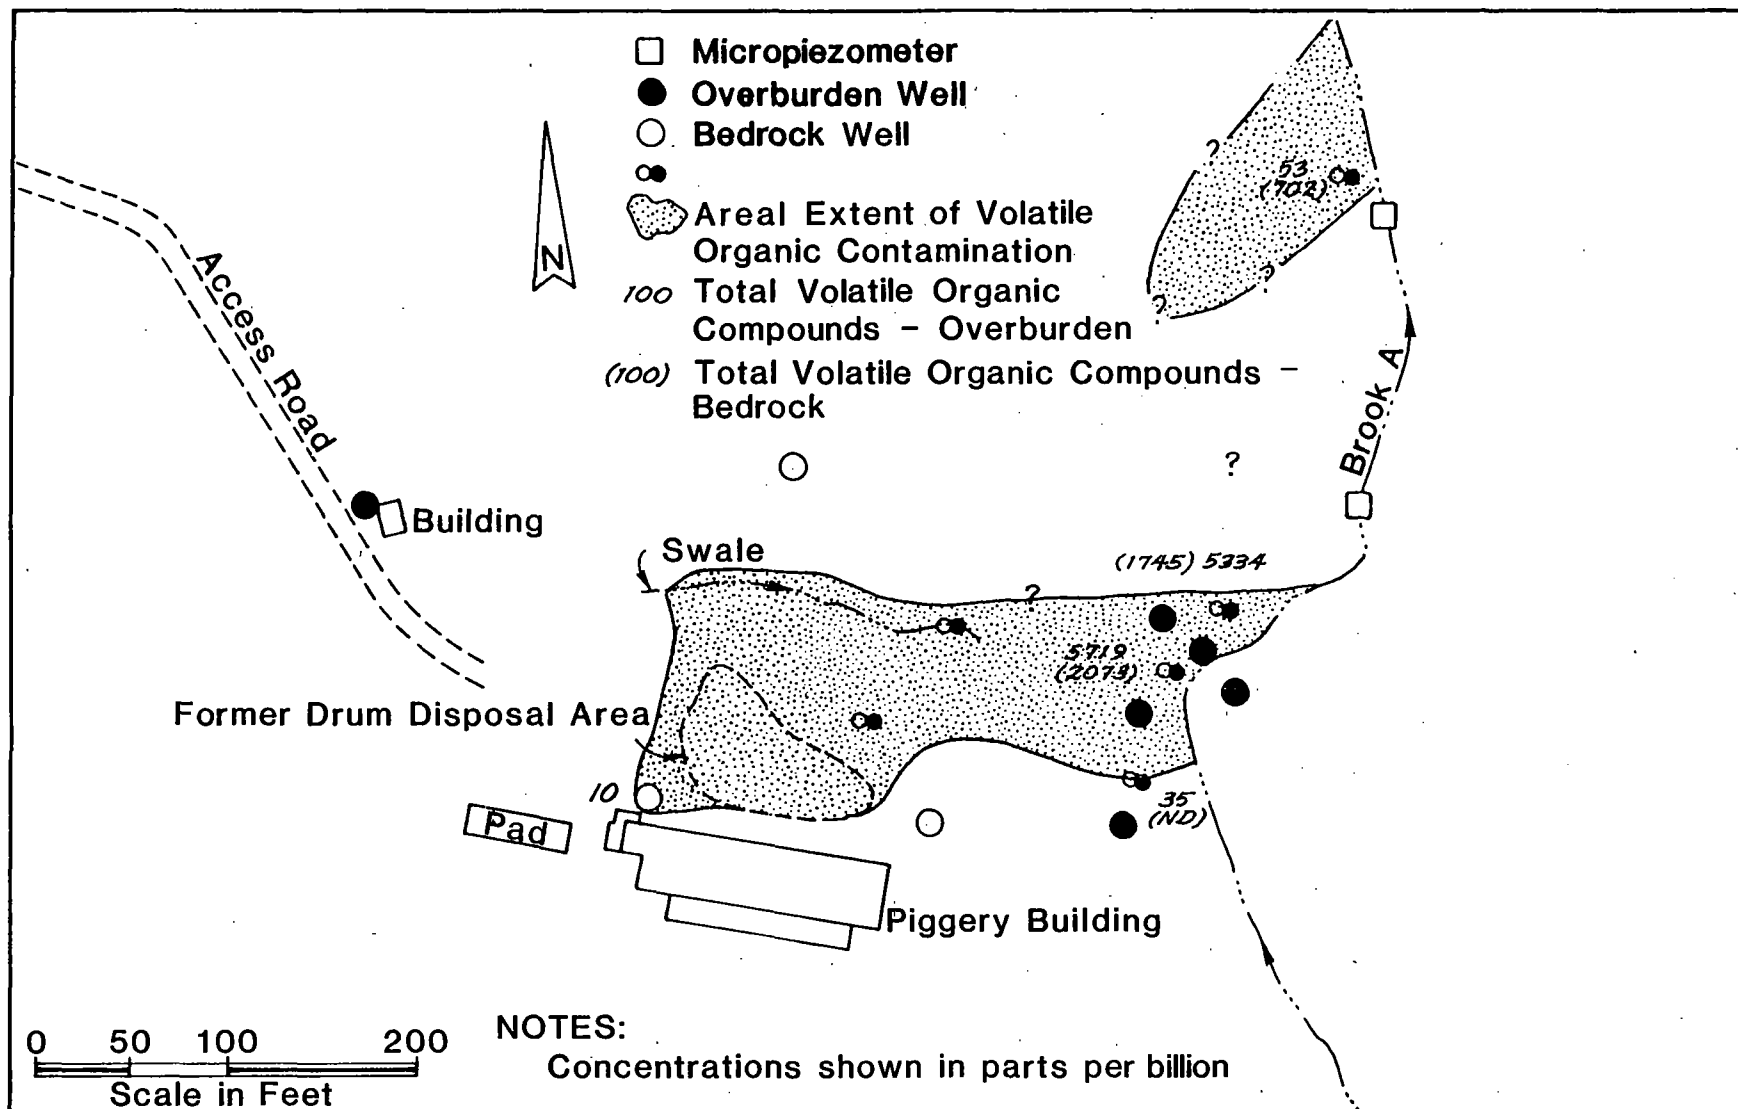 Micropiezometer
Overburden Well
Bedrock Well
N
Areal Extent of Volatile
Organic Contamination
100 Total Volatile Organic
Compounds - Overburden
(100) Total Volatile Organic Compounds -
Bedrock
?
53
(702)
?
?
Access Road
Brook A
?
Building
Swale
(1745) 5334
?
5719
(2073)
Former Drum Disposal Area
10
35
(ND)
Pad
Piggery Building
0 50 100 200
Scale in Feet
NOTES:
Concentrations shown in parts per billion